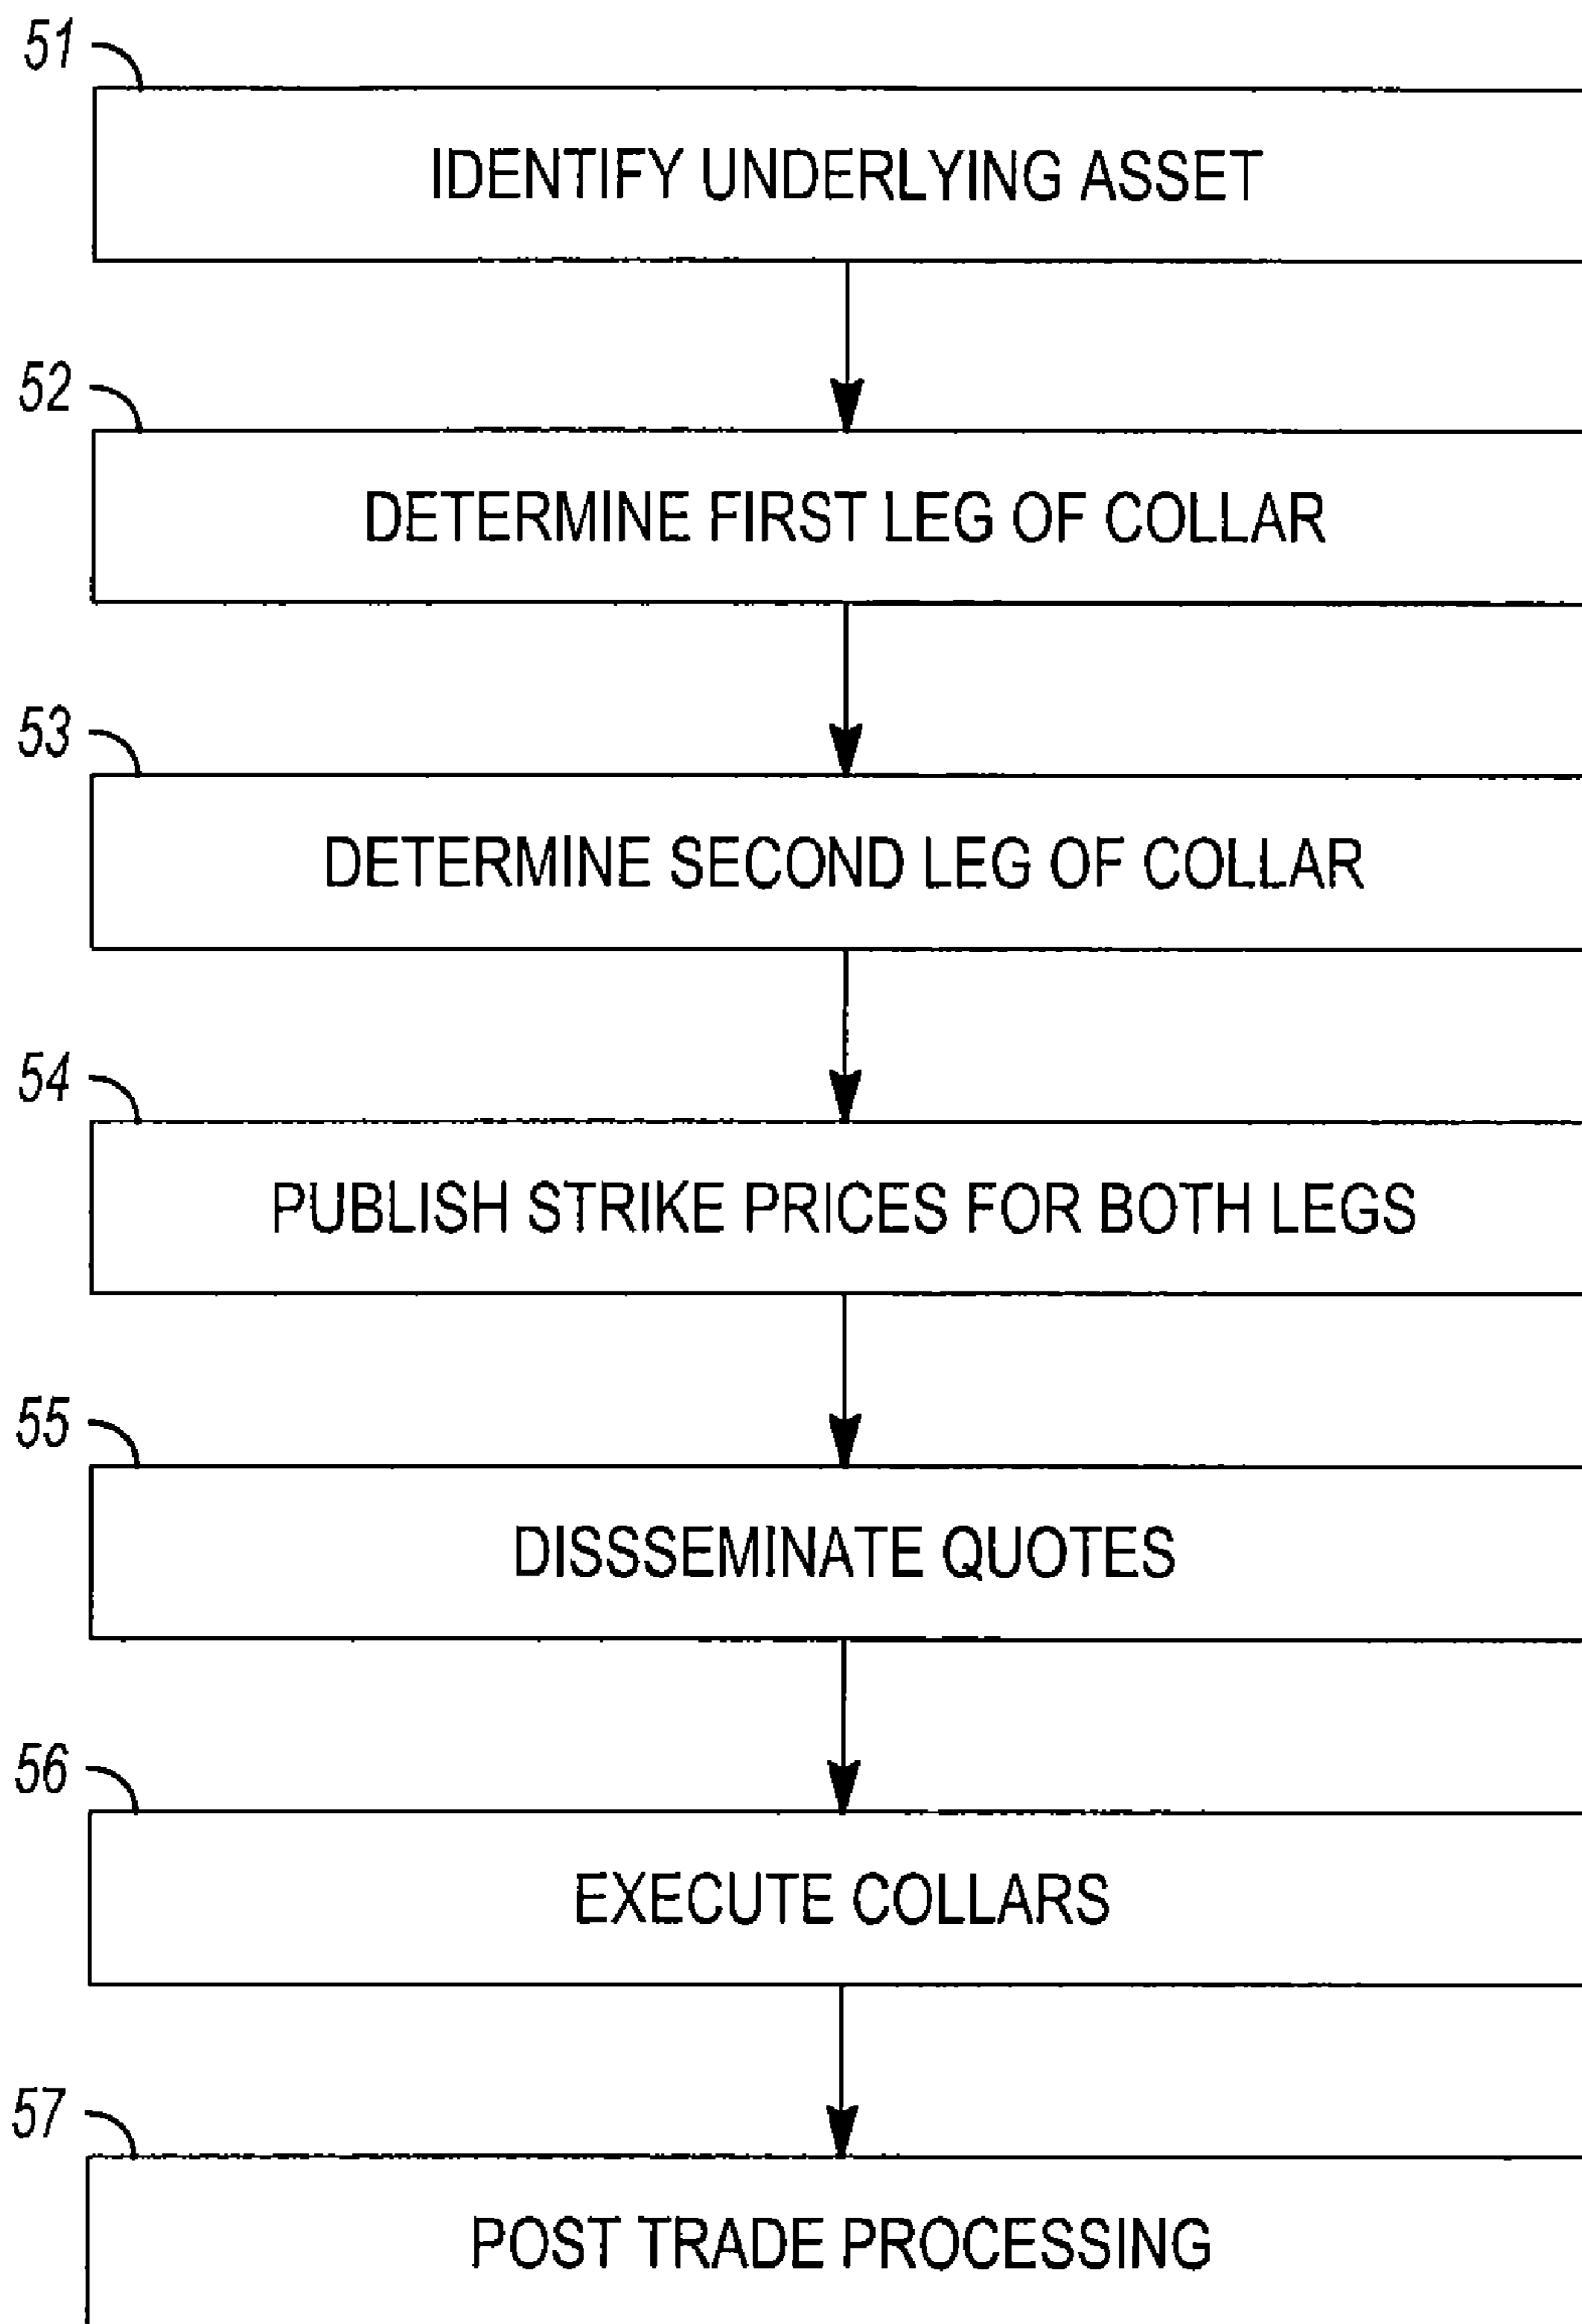 51
IDENTIFY UNDERLYING ASSET
52
DETERMINE FIRST LEG OF COLLAR
53
DETERMINE SECOND LEG OF COLLAR
54
PUBLISH STRIKE PRICES FOR BOTH LEGS
55
DISSSEMINATE QUOTES
56
EXECUTE COLLARS
57
POST TRADE PROCESSING